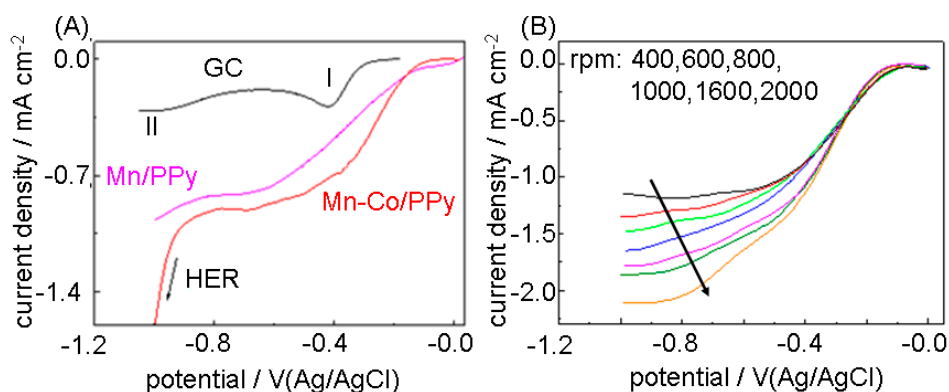 (A)
0.0
-0.7
-1.4
-1.2
-0.8
-0.4
-0.0
current density / mA cm-2
potential / V(Ag/AgCl)
GC
I
II
Mn/PPy
Mn-Co/PPy
HER
(B)
rpm: 400,600,800,
1000,1600,2000
0.0
-0.5
-1.0
-1.5
-2.0
-1.2
-0.8
-0.4
0.0
current density / mA cm-2
potential / V(Ag/AgCl)